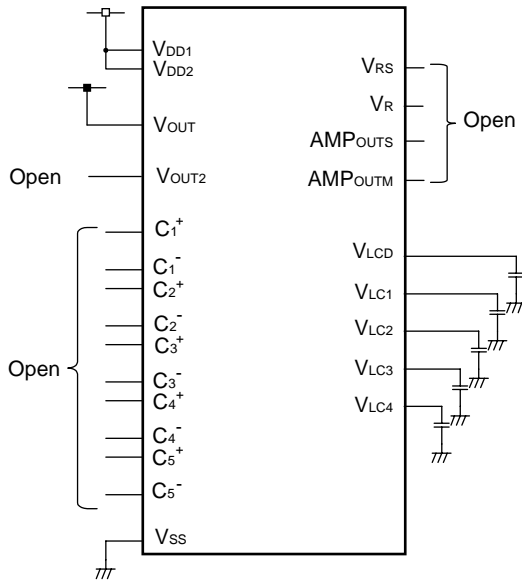 VDD1
VDD2
VOUT
Open
VOUT2
C1+
C1-
C2+
C2-
C3+
Open
C3-
C4+
C4-
C5+
C5-
VSS
VRS
VR
Open
AMPOUTS
AMPOUTM
VLCD
VLC1
VLC2
VLC3
VLC4